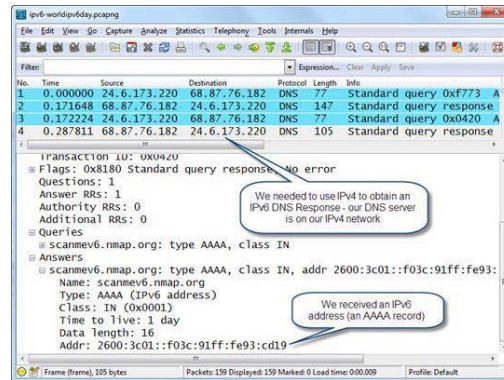 ipv6-worldipv6day.pcapng
File Edit View Go Capture Analyze Statistics Telephony Tools Internals Help
Filter: Expression... Clear Apply Save
No. Time Source Destination Protocol Length Info
1 0.000000 24.6.173.220 68.87.76.182 DNS 77 Standard query 0xf773 A
2 0.171648 68.87.76.182 24.6.173.220 DNS 147 Standard query response
3 0.172224 24.6.173.220 68.87.76.182 DNS 77 Standard query 0x0420 A
4 0.287811 68.87.76.182 24.6.173.220 DNS 105 Standard query response
Transaction ID: 0x0420
Flags: 0x8180 Standard query response, No error
Questions: 1
Answer RRs: 1
Authority RRs: 0
Additional RRs: 0
We needed to use IPv4 to obtain an
IPv6 DNS Response - our DNS server
is on our IPv4 network
Queries
scanmev6.nmap.org: type AAAA, class IN
Answers
scanmev6.nmap.org: type AAAA, class IN, addr 2600:3c01::f03c:91ff:fe93:
Name: scanmev6.nmap.org
Type: AAAA (IPv6 address)
Class: IN (0x0001)
Time to live: 1 day
Data length: 16
Addr: 2600:3c01::f03c:91ff:fe93:cd19
We received an IPv6
address (an AAAA record)
Frame (frame), 105 bytes Packets: 159 Displayed: 159 Marked: 0 Load time: 0:00.009 Profile: Default